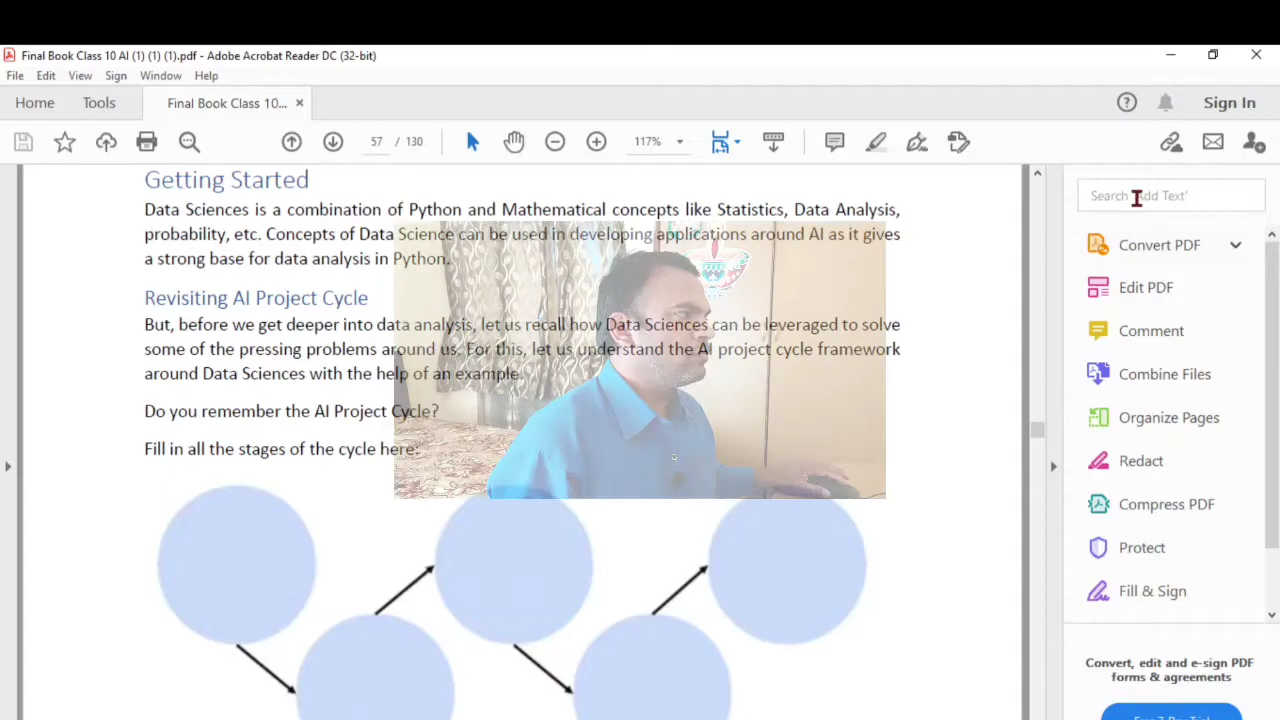 Final Book Class 10 AI (1) (1) (1).pdf - Adobe Acrobat Reader DC (32-bit)
File Edit View Sign Window Help
Home Tools Final Book Class 10... × Sign In
57 / 130 117%
Getting Started
Data Sciences is a combination of Python and Mathematical concepts like Statistics, Data Analysis,
probability, etc. Concepts of Data Science can be used in developing applications around AI as it gives
a strong base for data analysis in Python.
Revisiting AI Project Cycle
But, before we get deeper into data analysis, let us recall how Data Sciences can be leveraged to solve
some of the pressing problems around us. For this, let us understand the AI project cycle framework
around Data Sciences with the help of an example.
Do you remember the AI Project Cycle?
Fill in all the stages of the cycle here:
Search 'Add Text'
Convert PDF
Edit PDF
Comment
Combine Files
Organize Pages
Redact
Compress PDF
Protect
Fill & Sign
Convert, edit and e-sign PDF
forms & agreements